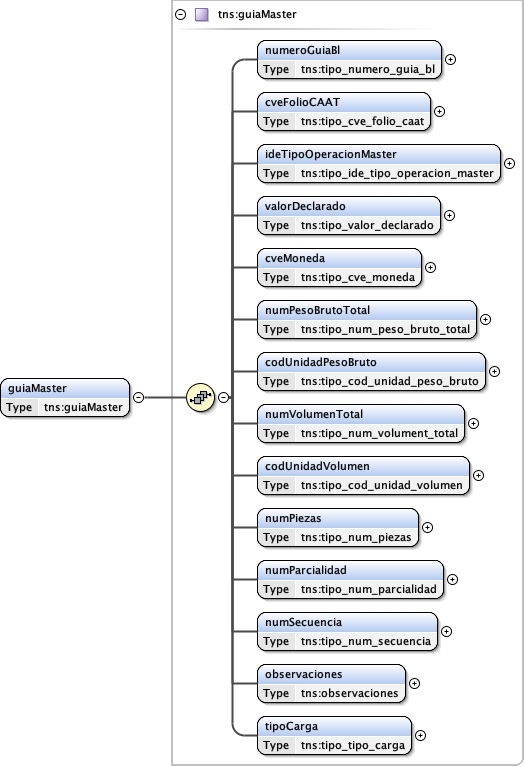 tns:guiaMaster
numeroGuiaBl
Type tns:tipo_numero_guia_bl
cveFolioCAAT
Type tns:tipo_cve_folio_caat
ideTipoOperacionMaster
Type tns:tipo_ide_tipo_operacion_master
valorDeclarado
Type tns:tipo_valor_declarado
cveMoneda
Type tns:tipo_cve_moneda
numPesoBrutoTotal
Type tns:tipo_num_peso_bruto_total
codUnidadPesoBruto
Type tns:tipo_cod_unidad_peso_bruto
guiaMaster
Type tns:guiaMaster
numVolumenTotal
Type tns:tipo_num_volument_total
codUnidadVolumen
Type tns:tipo_cod_unidad_volumen
numPiezas
Type tns:tipo_num_piezas
numParcialidad
Type tns:tipo_num_parcialidad
numSecuencia
Type tns:tipo_num_secuencia
observaciones
Type tns:observaciones
tipoCarga
Type tns:tipo_tipo_carga